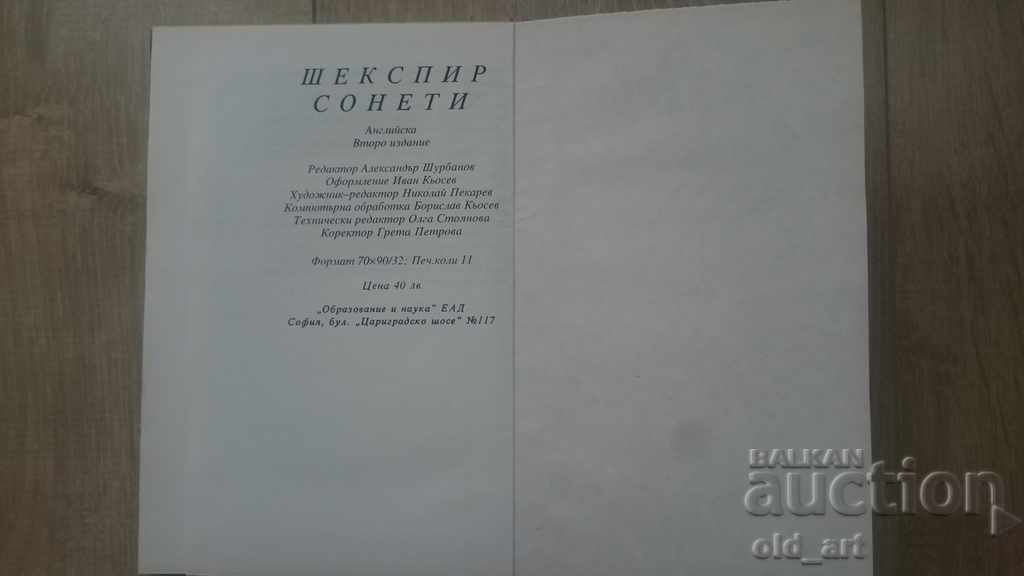 ШЕКСПИР
СОНЕТИ
Английска
Второ издание
Редактор Александър Шурбанов
Оформление Иван Кьосев
Художник–редактор Николай Пекарев
Компютърна обработка Борислав Кьосев
Технически редактор Олга Стоянова
Коректор Грета Петрова
Формат 70×90/32; Печ.коли 11
Цена 40 лв.
„Образование и наука" ЕАД
София, бул. „Цариградско шосе" №117
BALKAN
auction
old_art